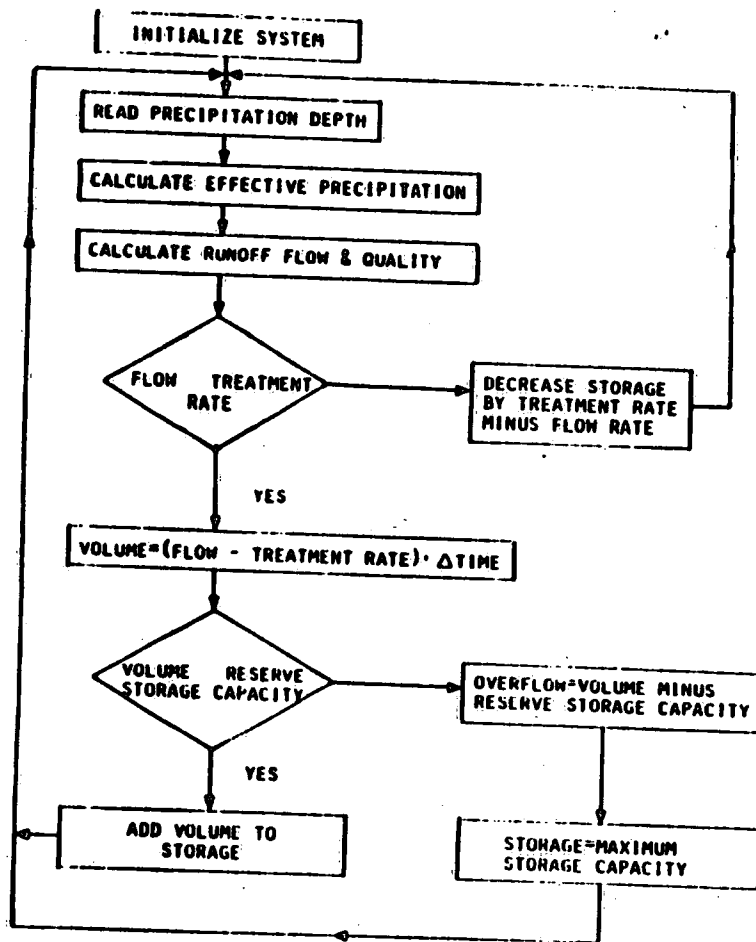 INITIALIZE SYSTEM
READ PRECIPITATION DEPTH
CALCULATE EFFECTIVE PRECIPITATION
CALCULATE RUNOFF FLOW & QUALITY
FLOW TREATMENT
RATE
DECREASE STORAGE
BY TREATMENT RATE
MINUS FLOW RATE
YES
VOLUME=(FLOW - TREATMENT RATE)· ΔTIME
VOLUME RESERVE
STORAGE CAPACITY
OVERFLOW=VOLUME MINUS
RESERVE STORAGE CAPACITY
YES
ADD VOLUME TO
STORAGE
STORAGE=MAXIMUM
STORAGE CAPACITY